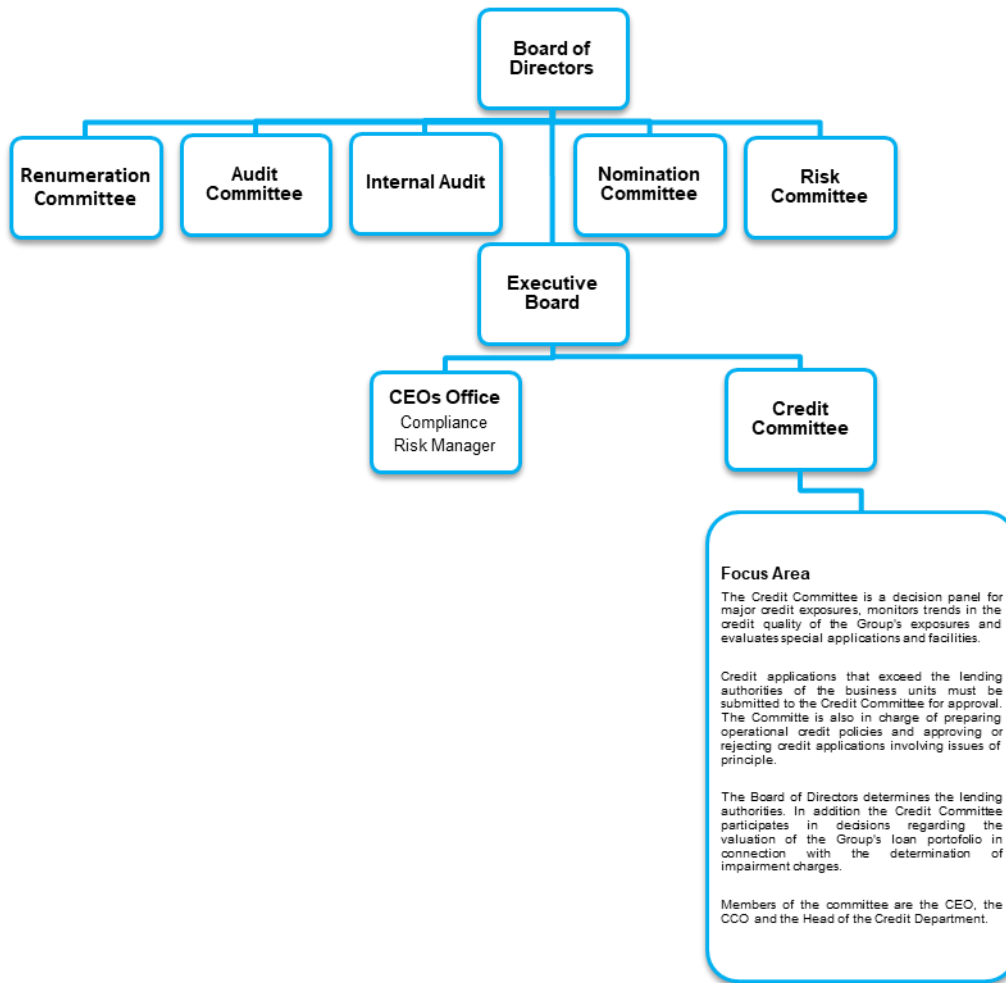 Board of
Directors
Renumeration
Committee
Audit
Committee
Internal Audit
Nomination
Committee
Risk
Committee
Executive
Board
CEOs Office
Compliance
Risk Manager
Credit
Committee
Focus Area
The Credit Committee is a decision panel for
major credit exposures, monitors trends in the
credit quality of the Group's exposures and
evaluates special applications and facilities.
Credit applications that exceed the lending
authorities of the business units must be
submitted to the Credit Committee for approval.
The Committe is also in charge of preparing
operational credit policies and approving or
rejecting credit applications involving issues of
principle.
The Board of Directors determines the lending
authorities. In addition the Credit Committee
participates in decisions regarding the
valuation of the Group's loan portofolio in
connection with the determination of
impairment charges.
Members of the committee are the CEO, the
CCO and the Head of the Credit Department.